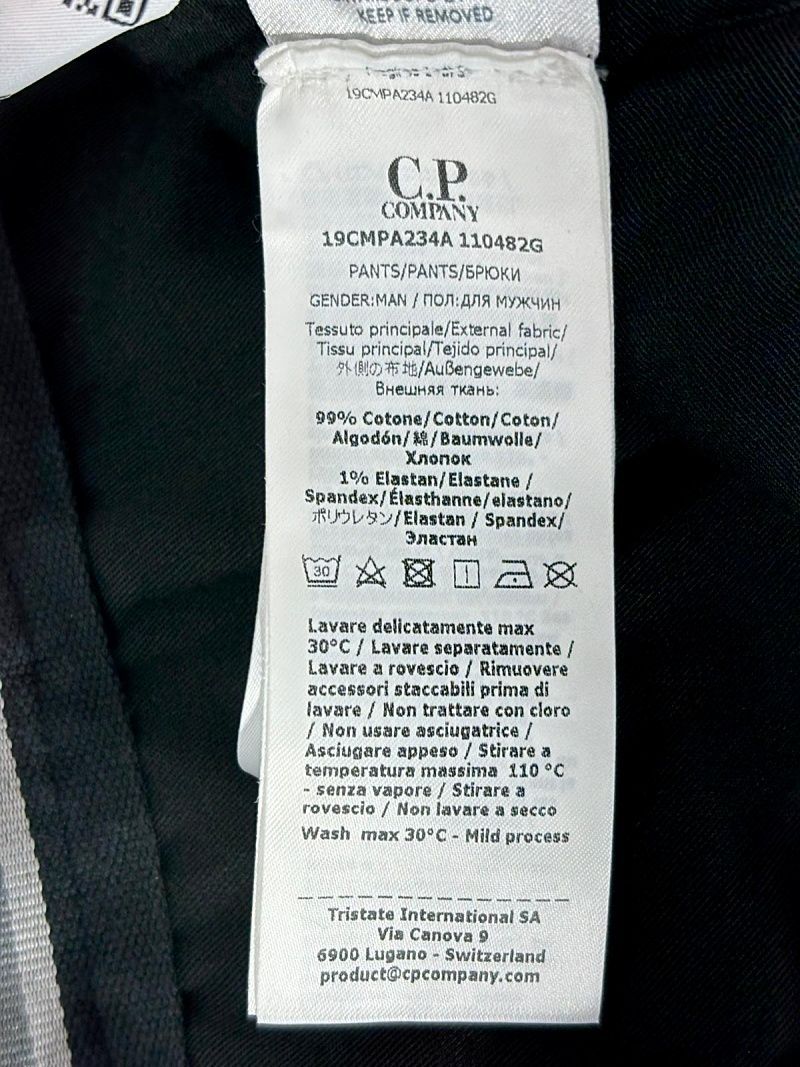 KEEP IF REMOVED
19CMPA234A 110482G
C.P.
COMPANY
19CMPA234A 110482G
PANTS/PANTS/БРЮКИ
GENDER:MAN / ПОЛ:ДЛЯ МУЖЧИН
Tessuto principale/External fabric/
Tissu principal/Tejido principal/
外側の布地/Außengewebe/
Внешняя ткань:
99% Cotone/Cotton/Coton/
Algodón/綿/Baumwolle/
Хлопок
1% Elastan/Elastane /
Spandex/Élasthanne/elastano/
ポリウレタン/Elastan / Spandex/
Эластан
30
Lavare delicatamente max
30°C / Lavare separatamente /
Lavare a rovescio / Rimuovere
accessori staccabili prima di
lavare / Non trattare con cloro
/ Non usare asciugatrice /
Asciugare appeso / Stirare a
temperatura massima 110 °C
- senza vapore / Stirare a
rovescio / Non lavare a secco
Wash max 30°C - Mild process
Tristate International SA
Via Canova 9
6900 Lugano - Switzerland
product@cpcompany.com